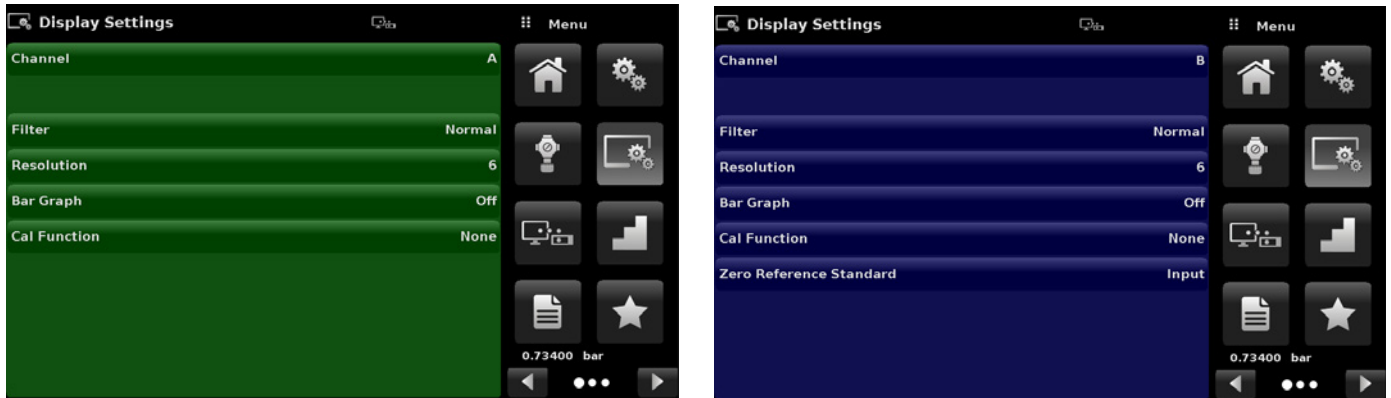 Display Settings
Menu
Channel A
Filter Normal
Resolution 6
Bar Graph Off
Cal Function None
0.73400 bar
Display Settings
Menu
Channel B
Filter Normal
Resolution 6
Bar Graph Off
Cal Function None
Zero Reference Standard Input
0.73400 bar